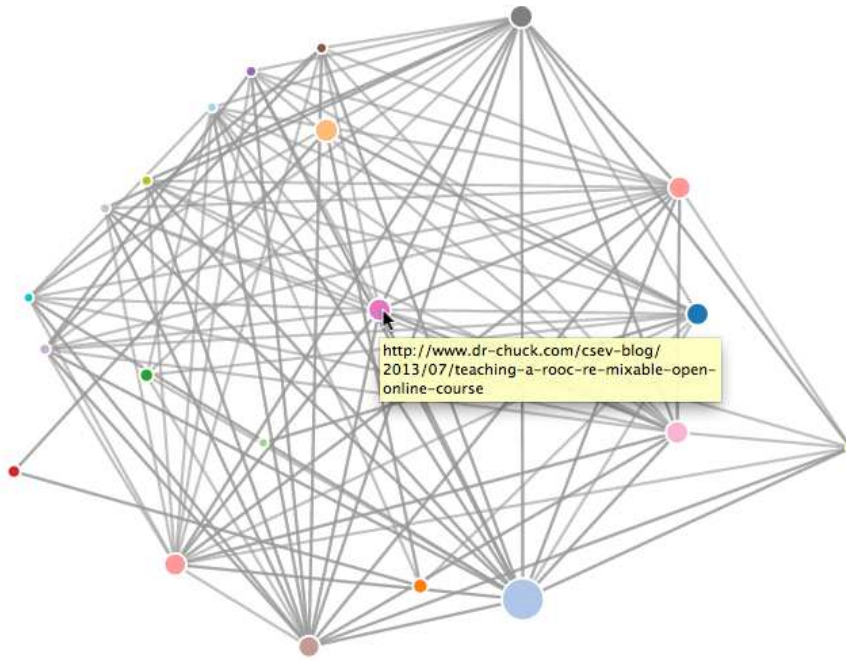 http://www.dr-chuck.com/csev-blog/
2013/07/teaching-a-rooc-re-mixable-open-
online-course